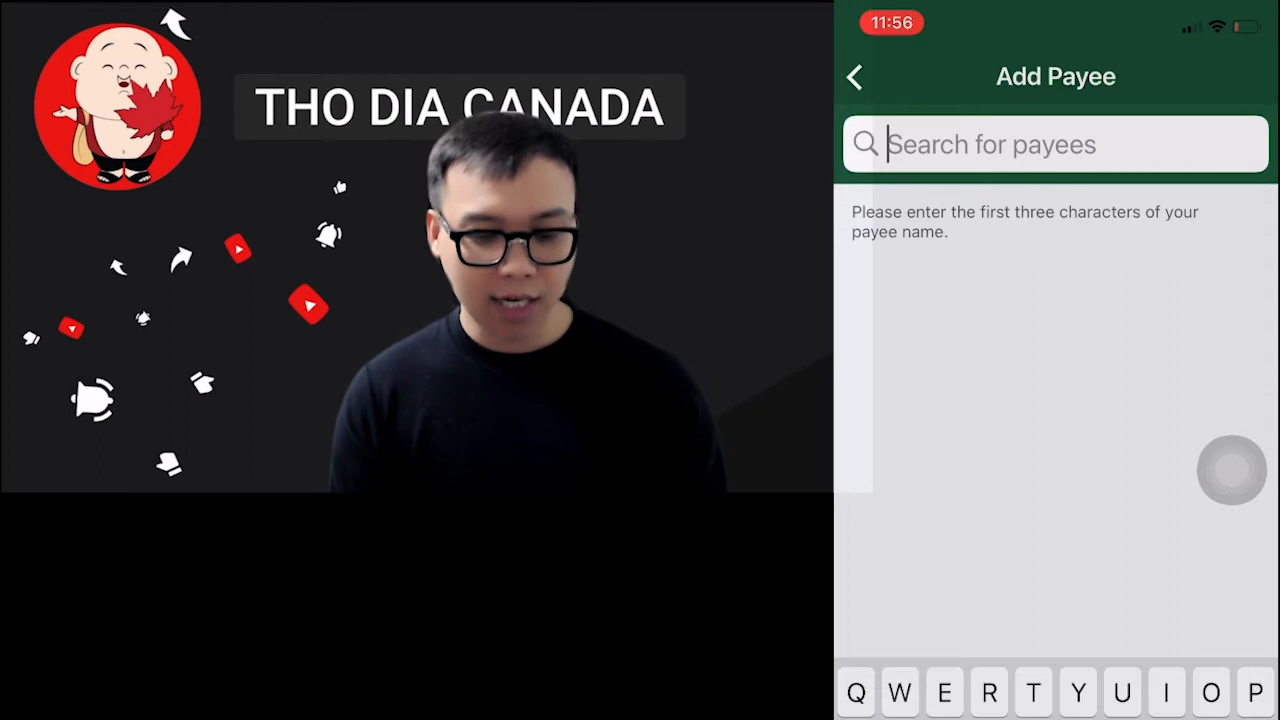 THO DIA CANADA
11:56
Add Payee
Search for payees
Please enter the first three characters of your
payee name.
Q W E R T Y U I O P